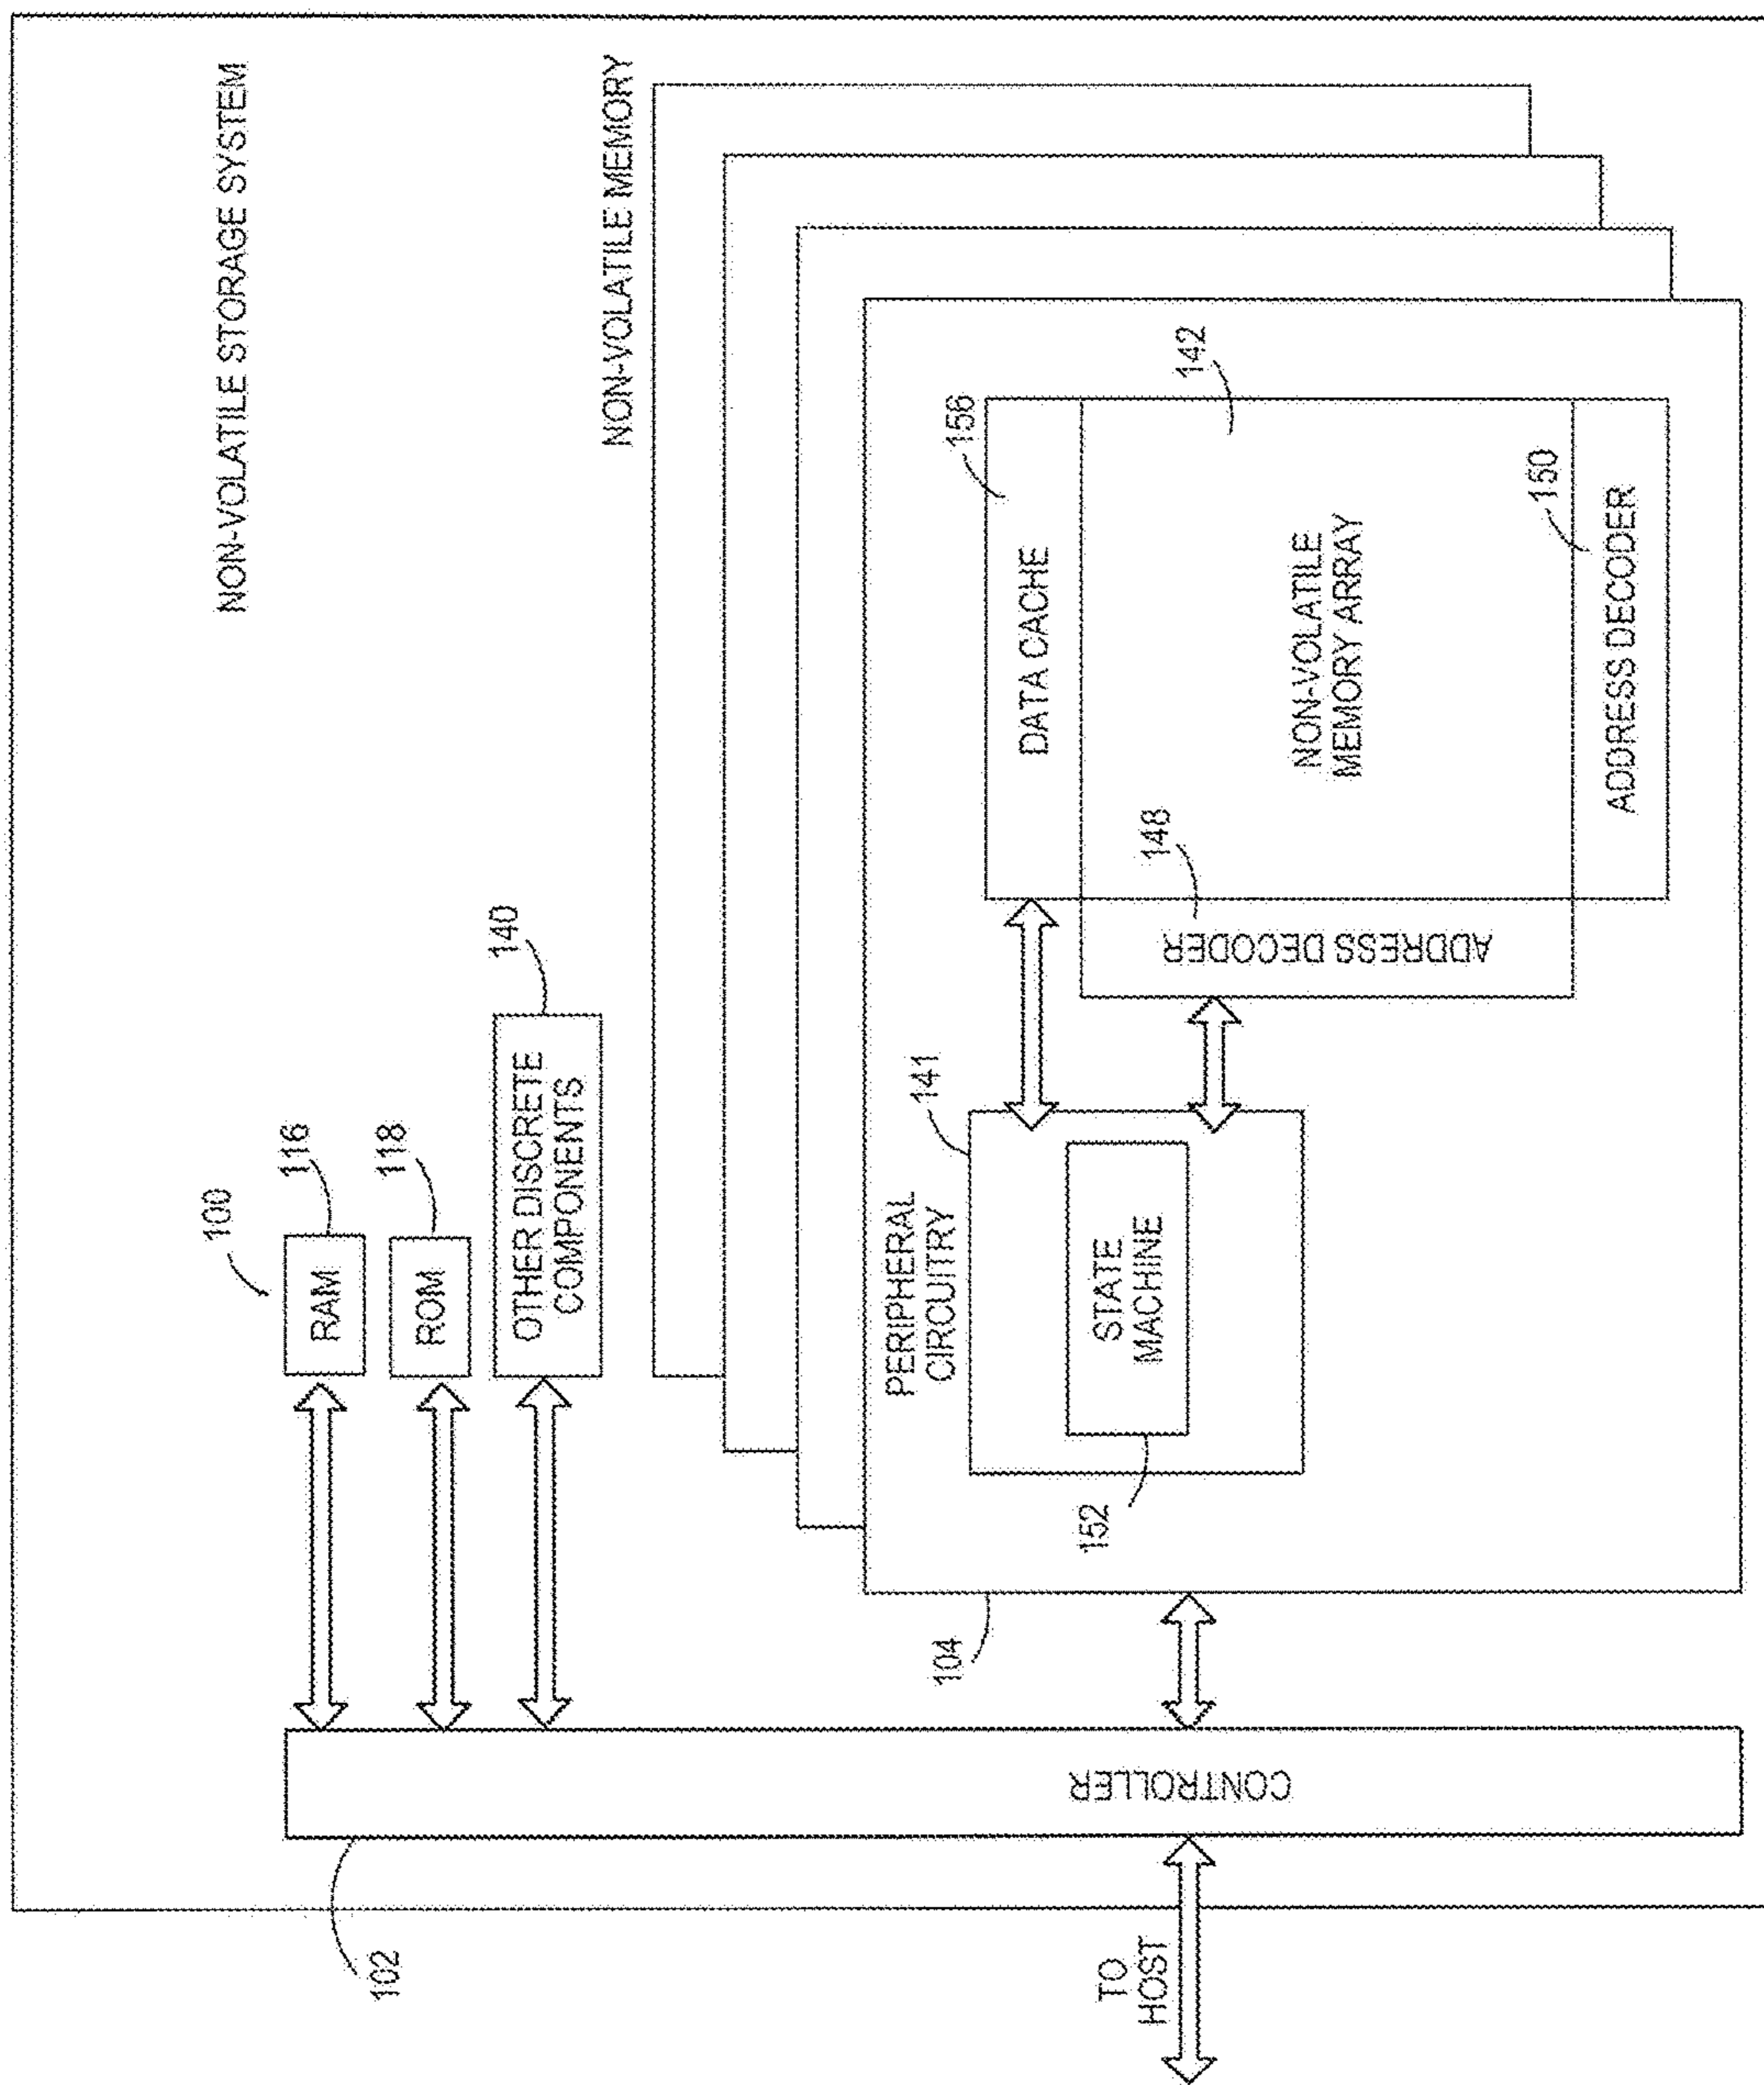 NON-VOLATILE STORAGE SYSTEM
100
RAM
116
ROM
118
OTHER DISCRETE
COMPONENTS
140
NON-VOLATILE MEMORY
102
CONTROLLER
TO
HOST
104
PERIPHERAL
CIRCUITRY
141
STATE
MACHINE
152
DATA CACHE
156
ADDRESS DECODER
148
NON-VOLATILE
MEMORY ARRAY
142
ADDRESS DECODER
150